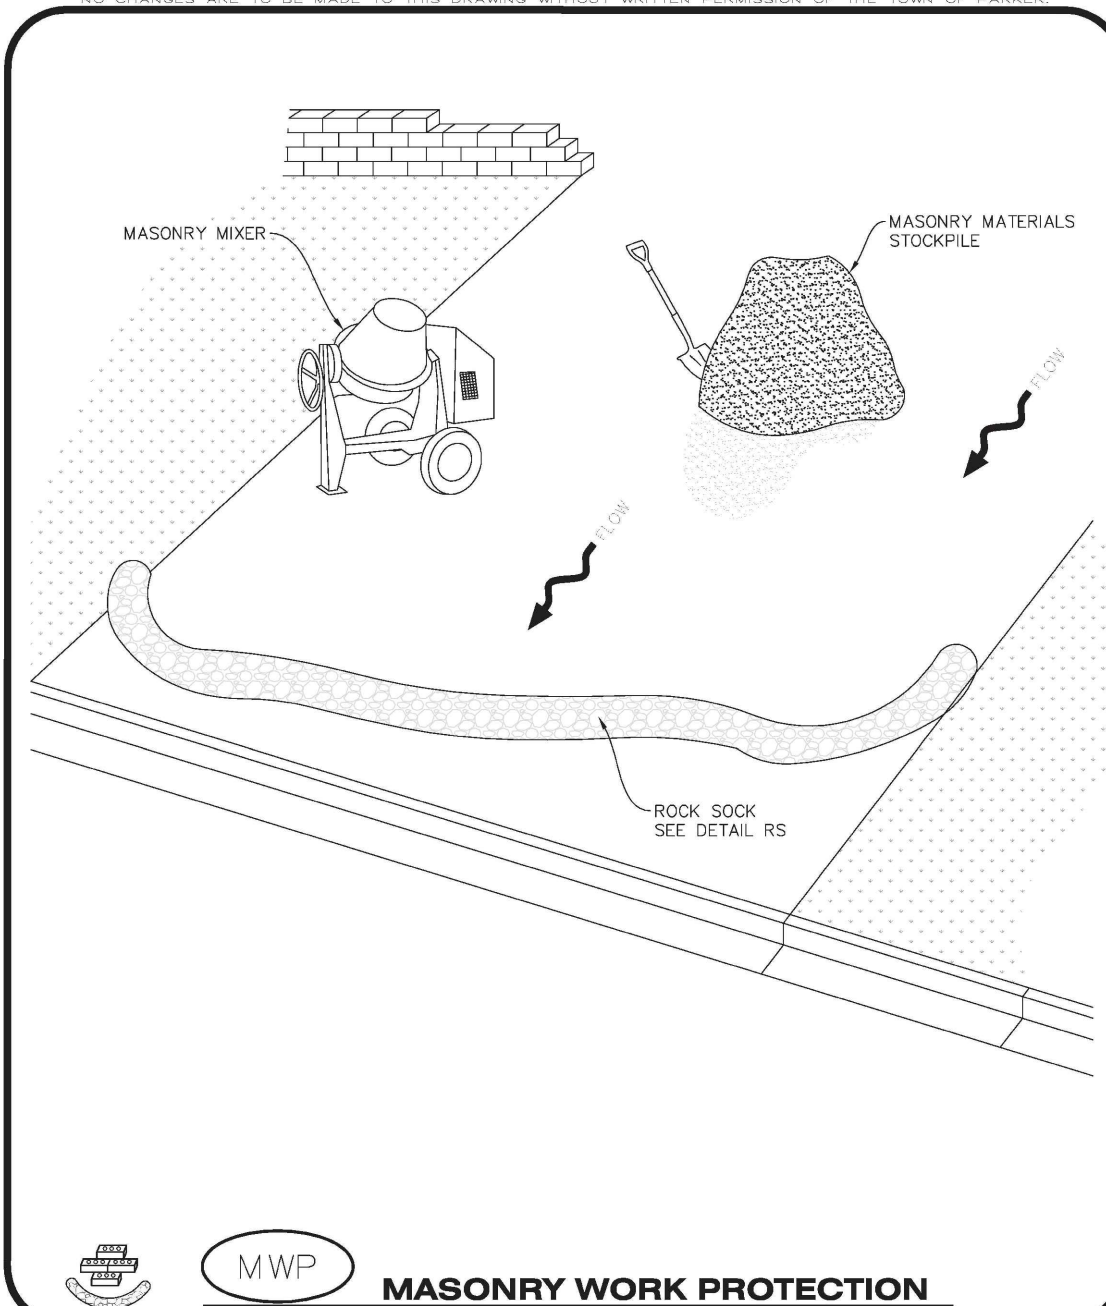 NO CHANGES ARE TO BE MADE TO THIS DRAWING WITHOUT WRITTEN PERMISSION OF THE TOWN OF PARKER.
MASONRY MIXER
MASONRY MATERIALS
STOCKPILE
FLOW
FLOW
ROCK SOCK
SEE DETAIL RS
MWP
MASONRY WORK PROTECTION